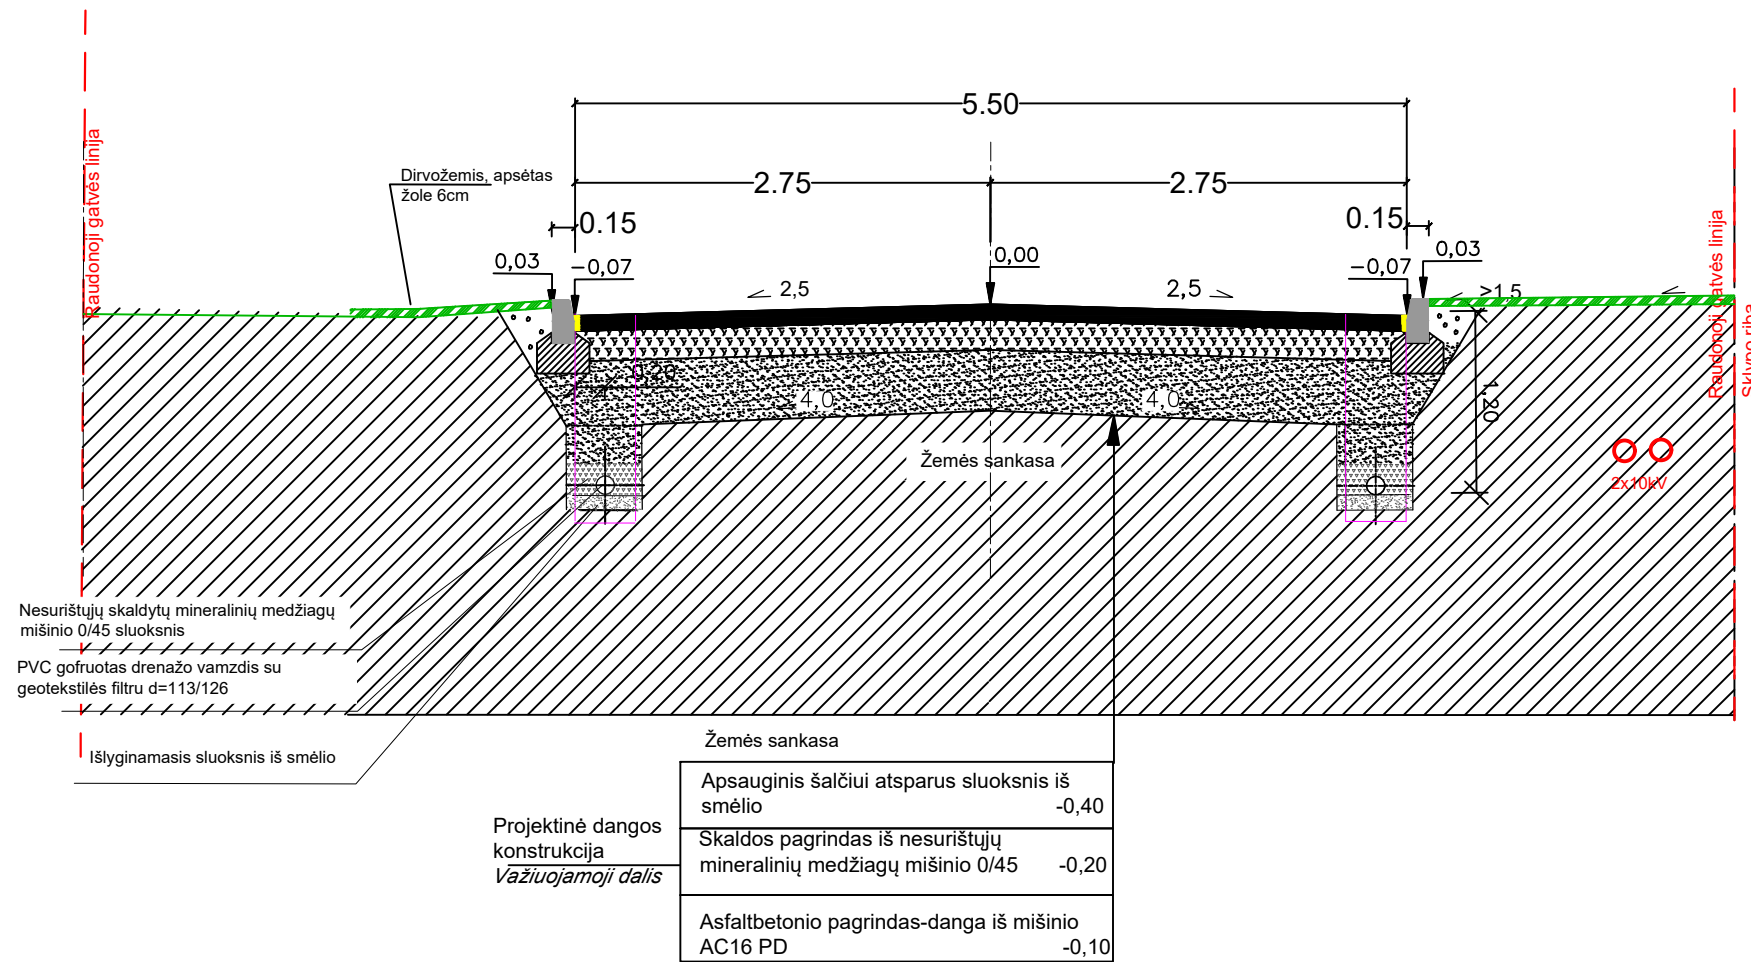 5.50
2.75
2.75
Dirvožemis, apsėtas
žole 6cm
0.15
0.15
0,03
-0,07
0,00
-0,07
0,03
2,5
2,5
>1,5
Raudonoji gatvės linija
Raudonoji gatvės linija
Sklypo riba
0,20
4,0
4,0
1,20
Žemės sankasa
2x10kV
Nesurištųjų skaldytų mineralinių medžiagų
mišinio 0/45 sluoksnis
PVC gofruotas drenažo vamzdis su
geotekstilės filtru d=113/126
Išlyginamasis sluoksnis iš smėlio
Žemės sankasa
Apsauginis šalčiui atsparus sluoksnis iš
smėlio -0,40
Projektinė dangos
konstrukcija
Važiuojamoji dalis
Skaldos pagrindas iš nesurištųjų
mineralinių medžiagų mišinio 0/45 -0,20
Asfaltbetonio pagrindas-danga iš mišinio
AC16 PD -0,10